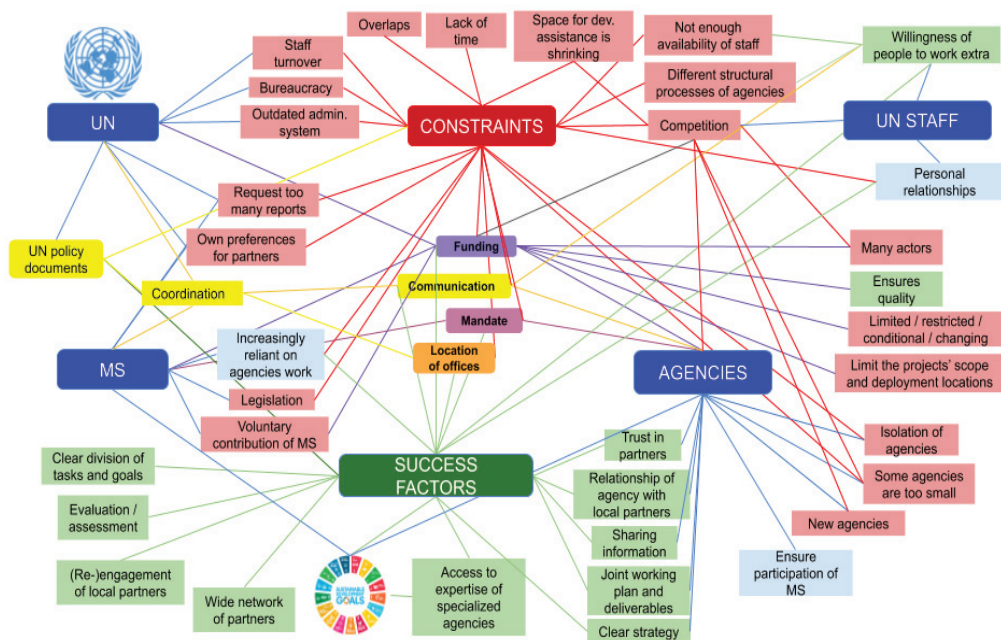 Overlaps
Lack of
time
Space for dev.
assistance is
shrinking
Not enough
availability of staff
Willingness of
people to work extra
Staff
turnover
Bureaucracy
Different structural
processes of agencies
Outdated admin.
system
UN
CONSTRAINTS
Competition
UN STAFF
Personal
relationships
Request too
many reports
Own preferences
for partners
UN policy
documents
Funding
Many actors
Coordination
Communication
Ensures
quality
Mandate
Limited / restricted /
conditional / changing
Increasingly
reliant on
agencies work
Location
of offices
MS
AGENCIES
Limit the projects' scope
and deployment locations
Legislation
Voluntary
contribution of MS
Trust in
partners
Isolation of
agencies
Clear division of
tasks and goals
SUCCESS
FACTORS
Relationship of
agency with
local partners
Some agencies
are too small
Evaluation /
assessment
New agencies
Sharing
information
(Re-)engagement
of local partners
Wide network
of partners
SUSTAINABLE
DEVELOPMENT
GOALS
Access to
expertise of
specialized
agencies
Joint working
plan and
deliverables
Ensure
participation of
MS
Clear strategy